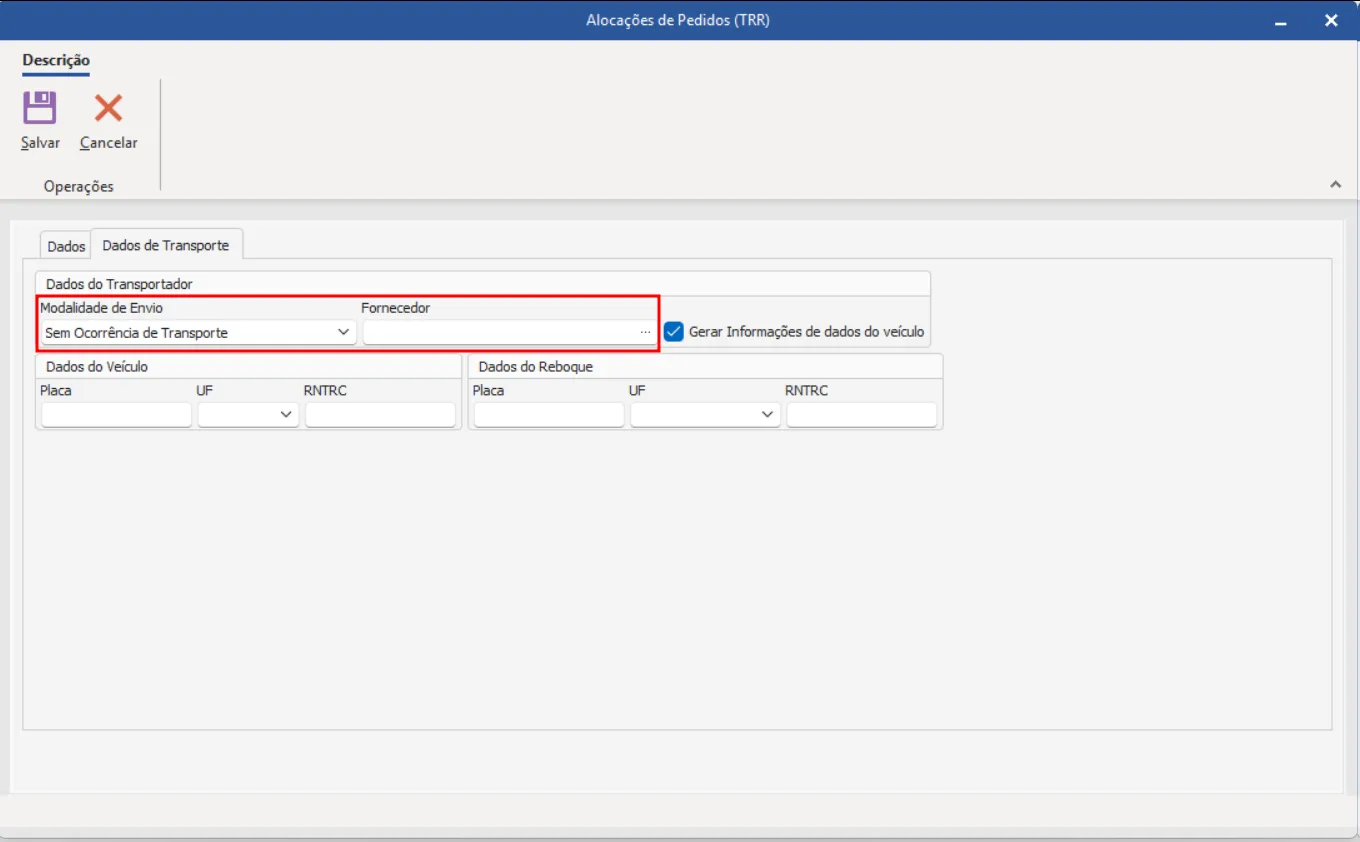 Alocações de Pedidos (TRR)
Descrição
Salvar Cancelar
Operações
Dados Dados de Transporte
Dados do Transportador
Modalidade de Envio Fornecedor
Sem Ocorrência de Transporte ... Gerar Informações de dados do veículo
Dados do Veículo Dados do Reboque
Placa UF RNTRC Placa UF RNTRC